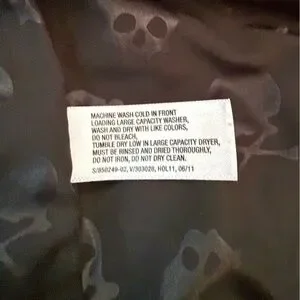 MACHINE WASH COLD IN FRONT
LOADING LARGE CAPACITY WASHER,
WASH AND DRY WITH LIKE COLORS,
DO NOT BLEACH,
TUMBLE DRY LOW IN LARGE CAPACITY DRYER,
MUST BE RINSED AND DRIED THOROUGHLY,
DO NOT IRON, DO NOT DRY CLEAN.
S/850249-02, V/303028, HOL11, 06/11